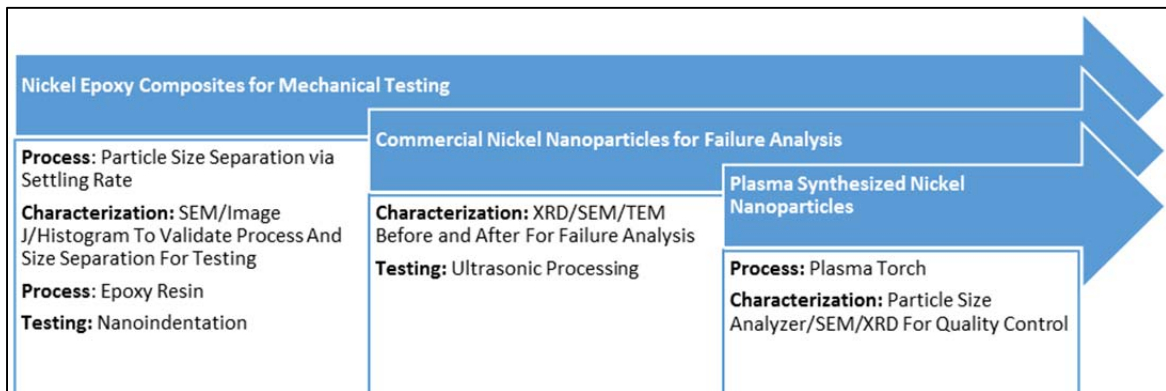 Nickel Epoxy Composites for Mechanical Testing
Process: Particle Size Separation via
Settling Rate
Characterization: SEM/Image
J/Histogram To Validate Process And
Size Separation For Testing
Process: Epoxy Resin
Testing: Nanoindentation
Commercial Nickel Nanoparticles for Failure Analysis
Characterization: XRD/SEM/TEM
Before and After For Failure Analysis
Testing: Ultrasonic Processing
Plasma Synthesized Nickel
Nanoparticles
Process: Plasma Torch
Characterization: Particle Size
Analyzer/SEM/XRD For Quality Control